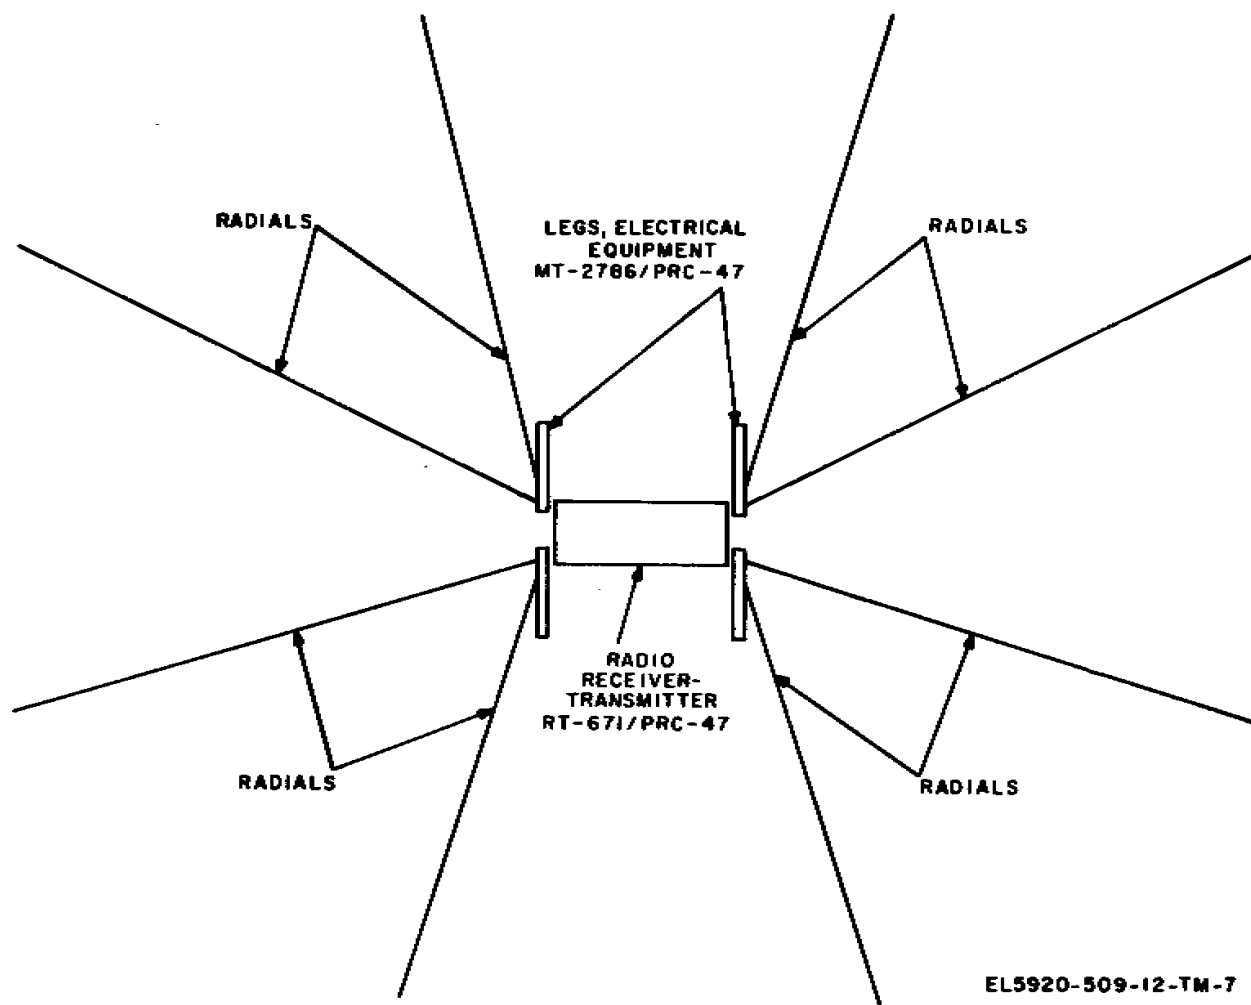 RADIALS
LEGS, ELECTRICAL
EQUIPMENT
MT-2786/PRC-47
RADIALS
RADIO
RECEIVER-
TRANSMITTER
RT-671/PRC-47
RADIALS
RADIALS
EL5920-509-12-TM-7